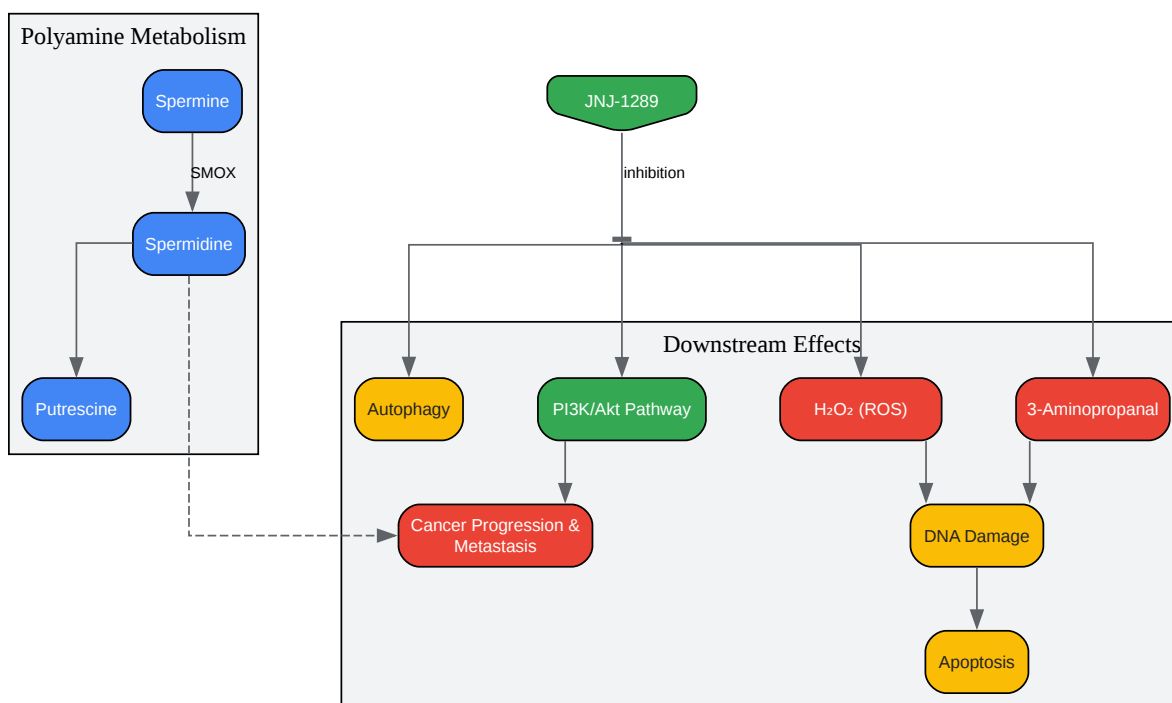 Polyamine Metabolism
Spermine
SMOX
Spermidine
Putrescine
JNJ-1289
inhibition
Downstream Effects
Autophagy
PI3K/Akt Pathway
H₂O₂ (ROS)
3-Aminopropanal
Cancer Progression &
Metastasis
DNA Damage
Apoptosis